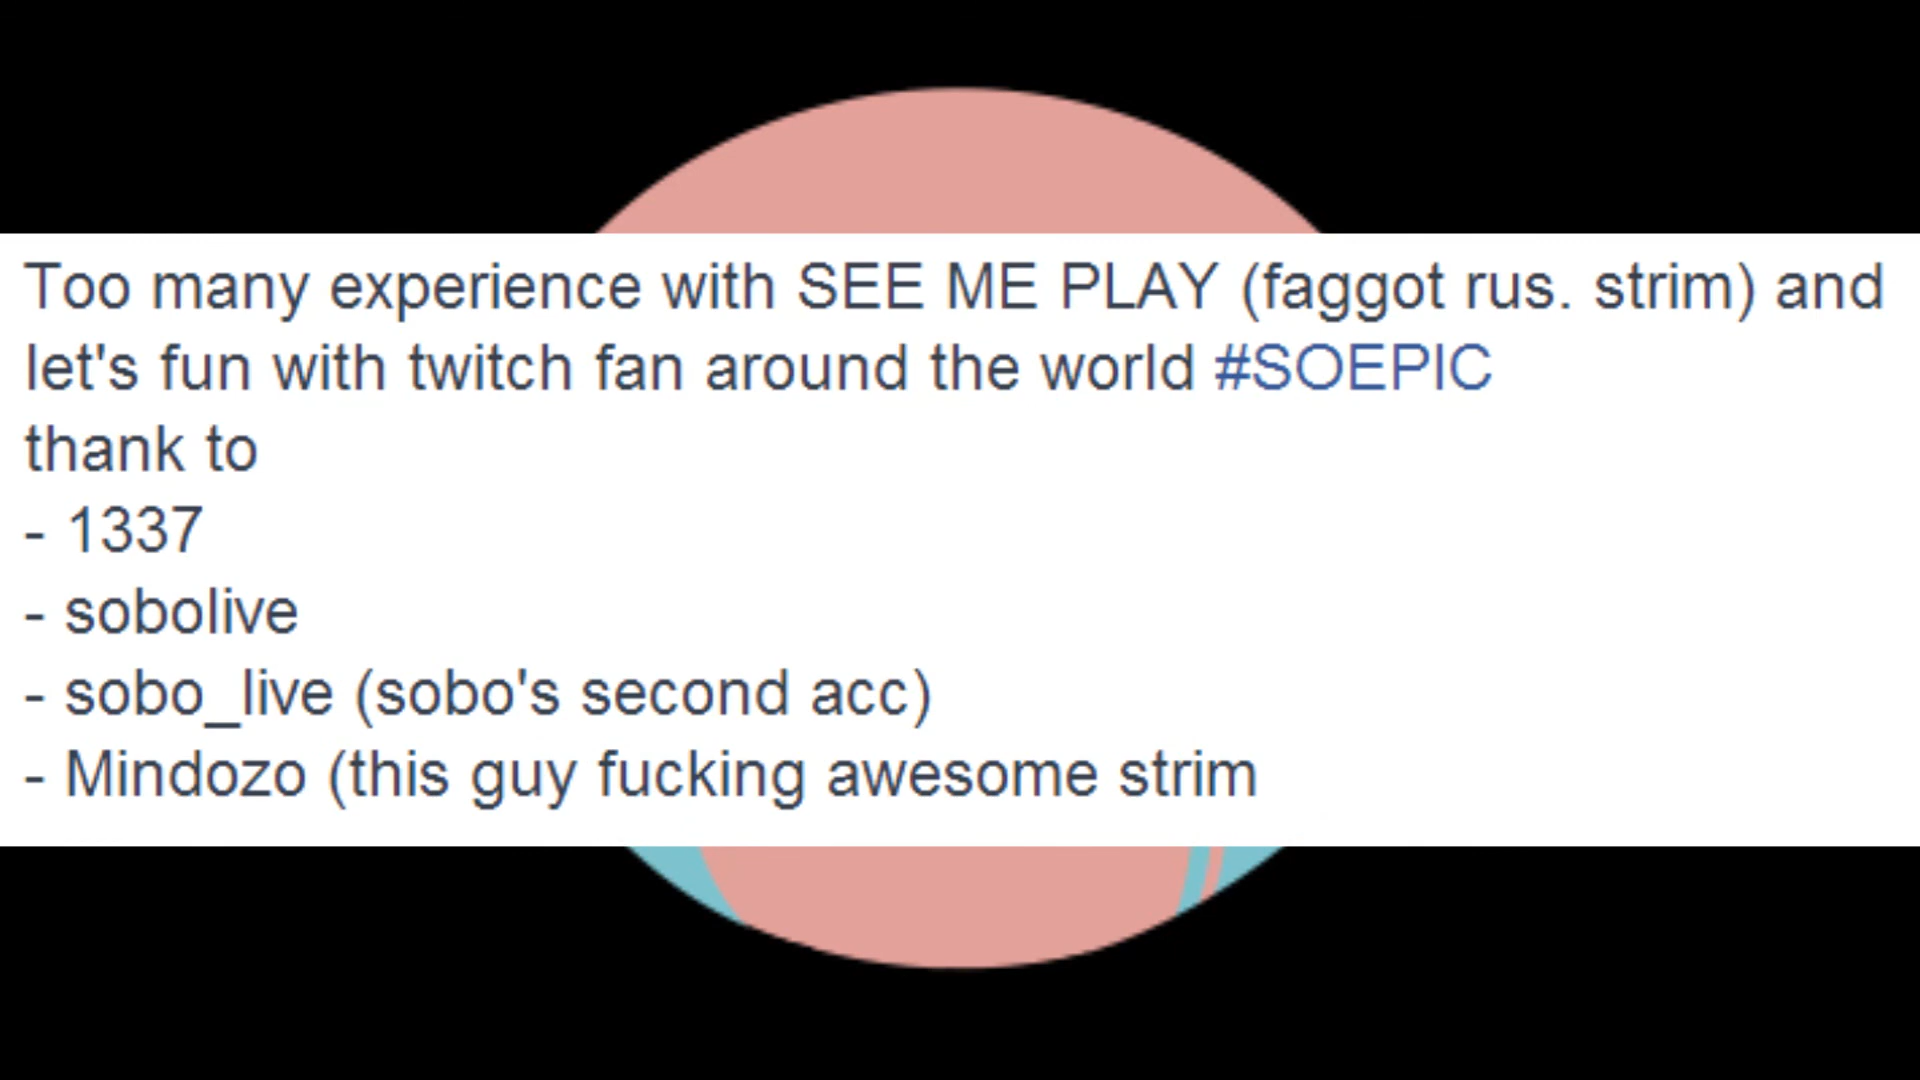 Too many experience with SEE ME PLAY (faggot rus. strim) and
let's fun with twitch fan around the world #SOEPIC
thank to
- 1337
- sobolive
- sobo_live (sobo's second acc)
- Mindozo (this guy fucking awesome strim